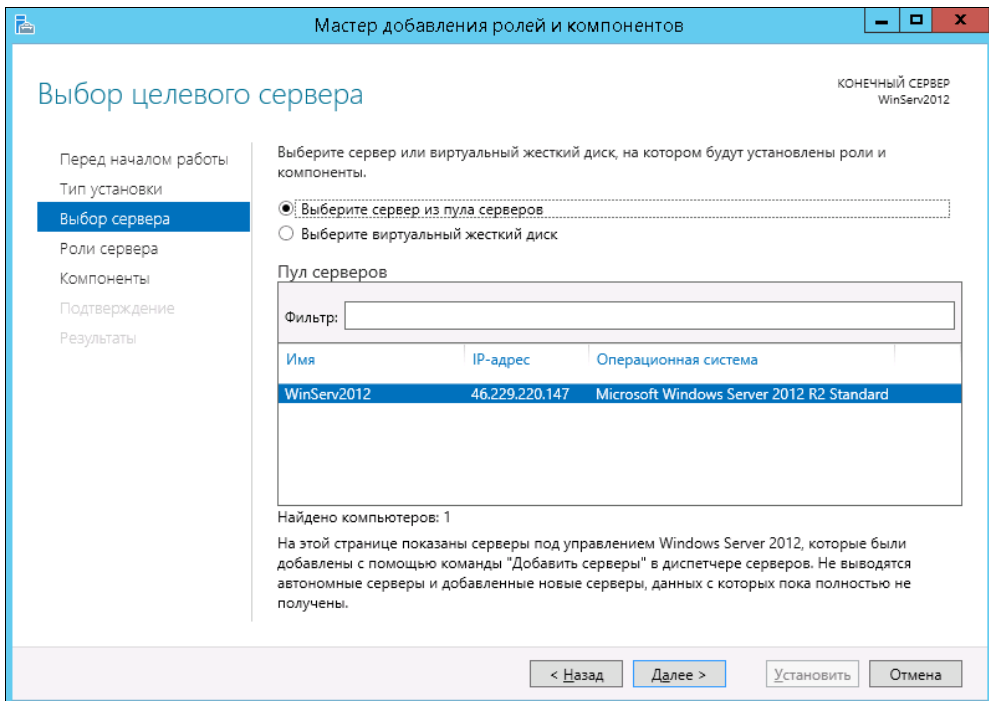 Мастер добавления ролей и компонентов
Выбор целевого сервера
КОНЕЧНЫЙ СЕРВЕР
WinServ2012
Перед началом работы
Тип установки
Выбор сервера
Роли сервера
Компоненты
Подтверждение
Результаты
Выберите сервер или виртуальный жесткий диск, на котором будут установлены роли и
компоненты.
Выберите сервер из пула серверов
Выберите виртуальный жесткий диск
Пул серверов
Фильтр:
Имя IP-адрес Операционная система
WinServ2012 46.229.220.147 Microsoft Windows Server 2012 R2 Standard
Найдено компьютеров: 1
На этой странице показаны серверы под управлением Windows Server 2012, которые были
добавлены с помощью команды "Добавить серверы" в диспетчере серверов. Не выводятся
автономные серверы и добавленные новые серверы, данных с которых пока полностью не
получены.
< Назад Далее > Установить Отмена